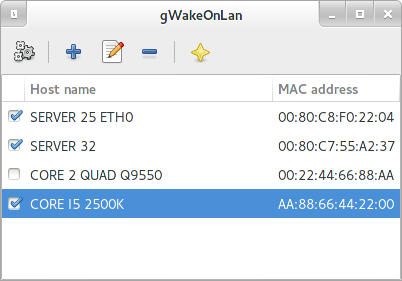 gWakeOnLan
Host name MAC address
SERVER 25 ETH0 00:80:C8:F0:22:04
SERVER 32 00:80:C7:55:A2:37
CORE 2 QUAD Q9550 00:22:44:66:88:AA
CORE I5 2500K AA:88:66:44:22:00